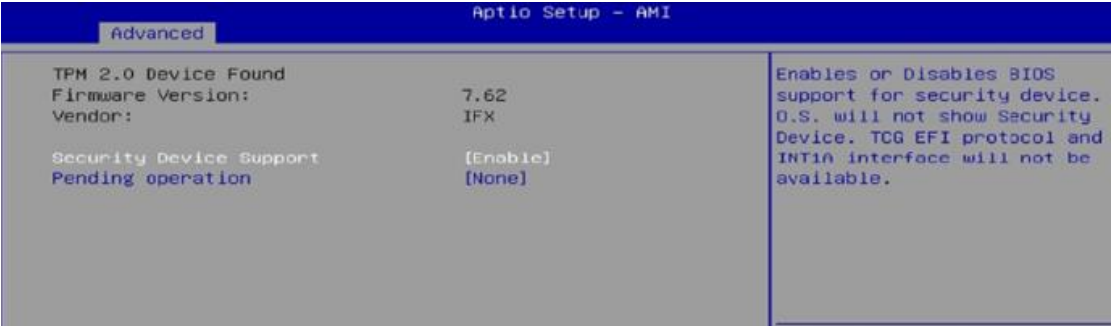 Aptio Setup - AMI
Advanced
TPM 2.0 Device Found
Firmware Version: 7.62
Vendor: IFX
Security Device Support [Enable]
Pending operation [None]
Enables or Disables BIOS
support for security device.
O.S. will not show Security
Device. TCG EFI protocol and
INT1A interface will not be
available.